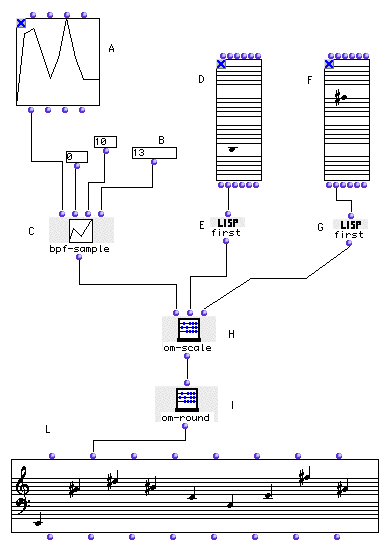 A
D
F
B
10
0
13
C
bpf-sample
E
LISP
first
G
LISP
first
H
om-scale
I
om-round
L